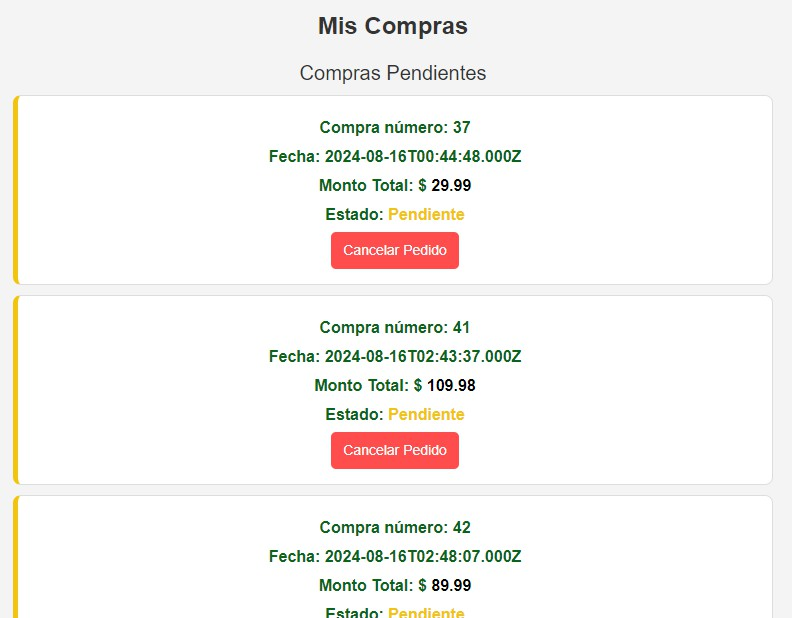 Mis Compras
Compras Pendientes
Compra número: 37
Fecha: 2024-08-16T00:44:48.000Z
Monto Total: $ 29.99
Estado: Pendiente
Cancelar Pedido
Compra número: 41
Fecha: 2024-08-16T02:43:37.000Z
Monto Total: $ 109.98
Estado: Pendiente
Cancelar Pedido
Compra número: 42
Fecha: 2024-08-16T02:48:07.000Z
Monto Total: $ 89.99
Estado: Pendiente